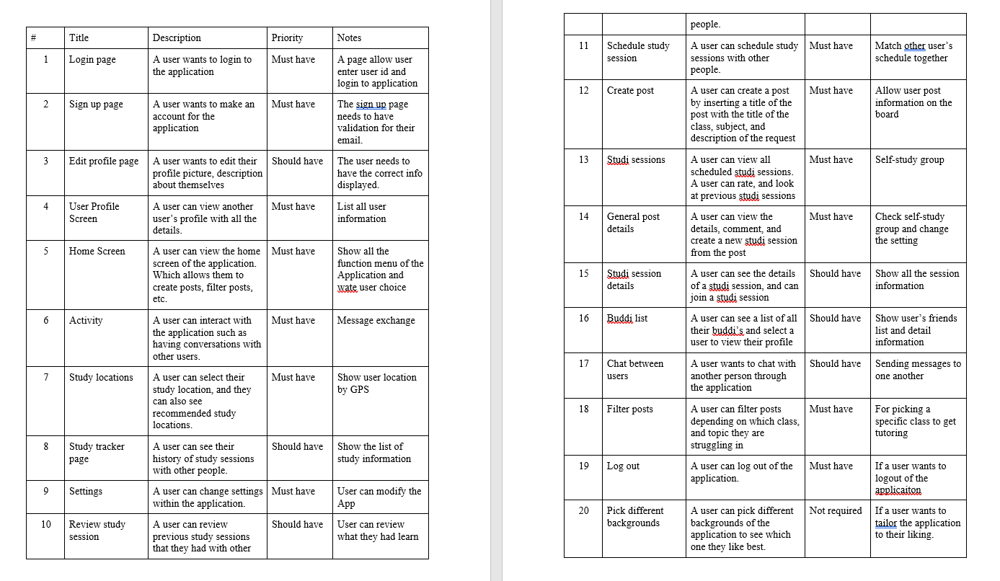 # Title Description Priority Notes
1 Login page A user wants to login to Must have A page allow user
the application enter user id and
login to application
2 Sign up page A user wants to make an Must have The sign up page
account for the needs to have
application validation for their
email.
3 Edit profile page A user wants to edit their Should have The user needs to
profile picture, description have the correct info
about themselves displayed.
4 User Profile A user can view another Must have List all user
Screen user’s profile with all the information
details.
5 Home Screen A user can view the home Must have Show all the
screen of the application. function menu of the
Which allows them to Application and
create posts, filter posts, wate user choice
etc.
6 Activity A user can interact with Must have Message exchange
the application such as
having conversations with
other users.
7 Study locations A user can select their Must have Show user location
study location, and they by GPS
can also see
recommended study
locations.
8 Study tracker A user can see their Should have Show the list of
page history of study sessions study information
with other people.
9 Settings A user can change settings Must have User can modify the
within the application. App
10 Review study A user can review Should have User can review
session previous study sessions what they had learn
that they had with other
people.
11 Schedule study A user can schedule study Must have Match other user’s
session sessions with other schedule together
people.
12 Create post A user can create a post Must have Allow user post
by inserting a title of the information on the
post with the title of the board
class, subject, and
description of the request
13 Studi sessions A user can view all Must have Self-study group
scheduled studi sessions.
A user can rate, and look
at previous studi sessions
14 General post A user can view the Must have Check self-study
details details, comment, and group and change
create a new studi session the setting
from the post
15 Studi session A user can see the details Should have Show all the session
details of a studi session, and can information
join a studi session
16 Buddi list A user can see a list of all Should have Show user’s friends
their buddi’s and select a list and detail
user to view their profile information
17 Chat between A user wants to chat with Should have Sending messages to
users another person through one another
the application
18 Filter posts A user can filter posts Must have For picking a
depending on which class, specific class to get
and topic they are tutoring
struggling in
19 Log out A user can log out of the Must have If a user wants to
application. logout of the
applicaiton
20 Pick different A user can pick different Not required If a user wants to
backgrounds backgrounds of the tailor the application
application to see which to their liking.
one they like best.